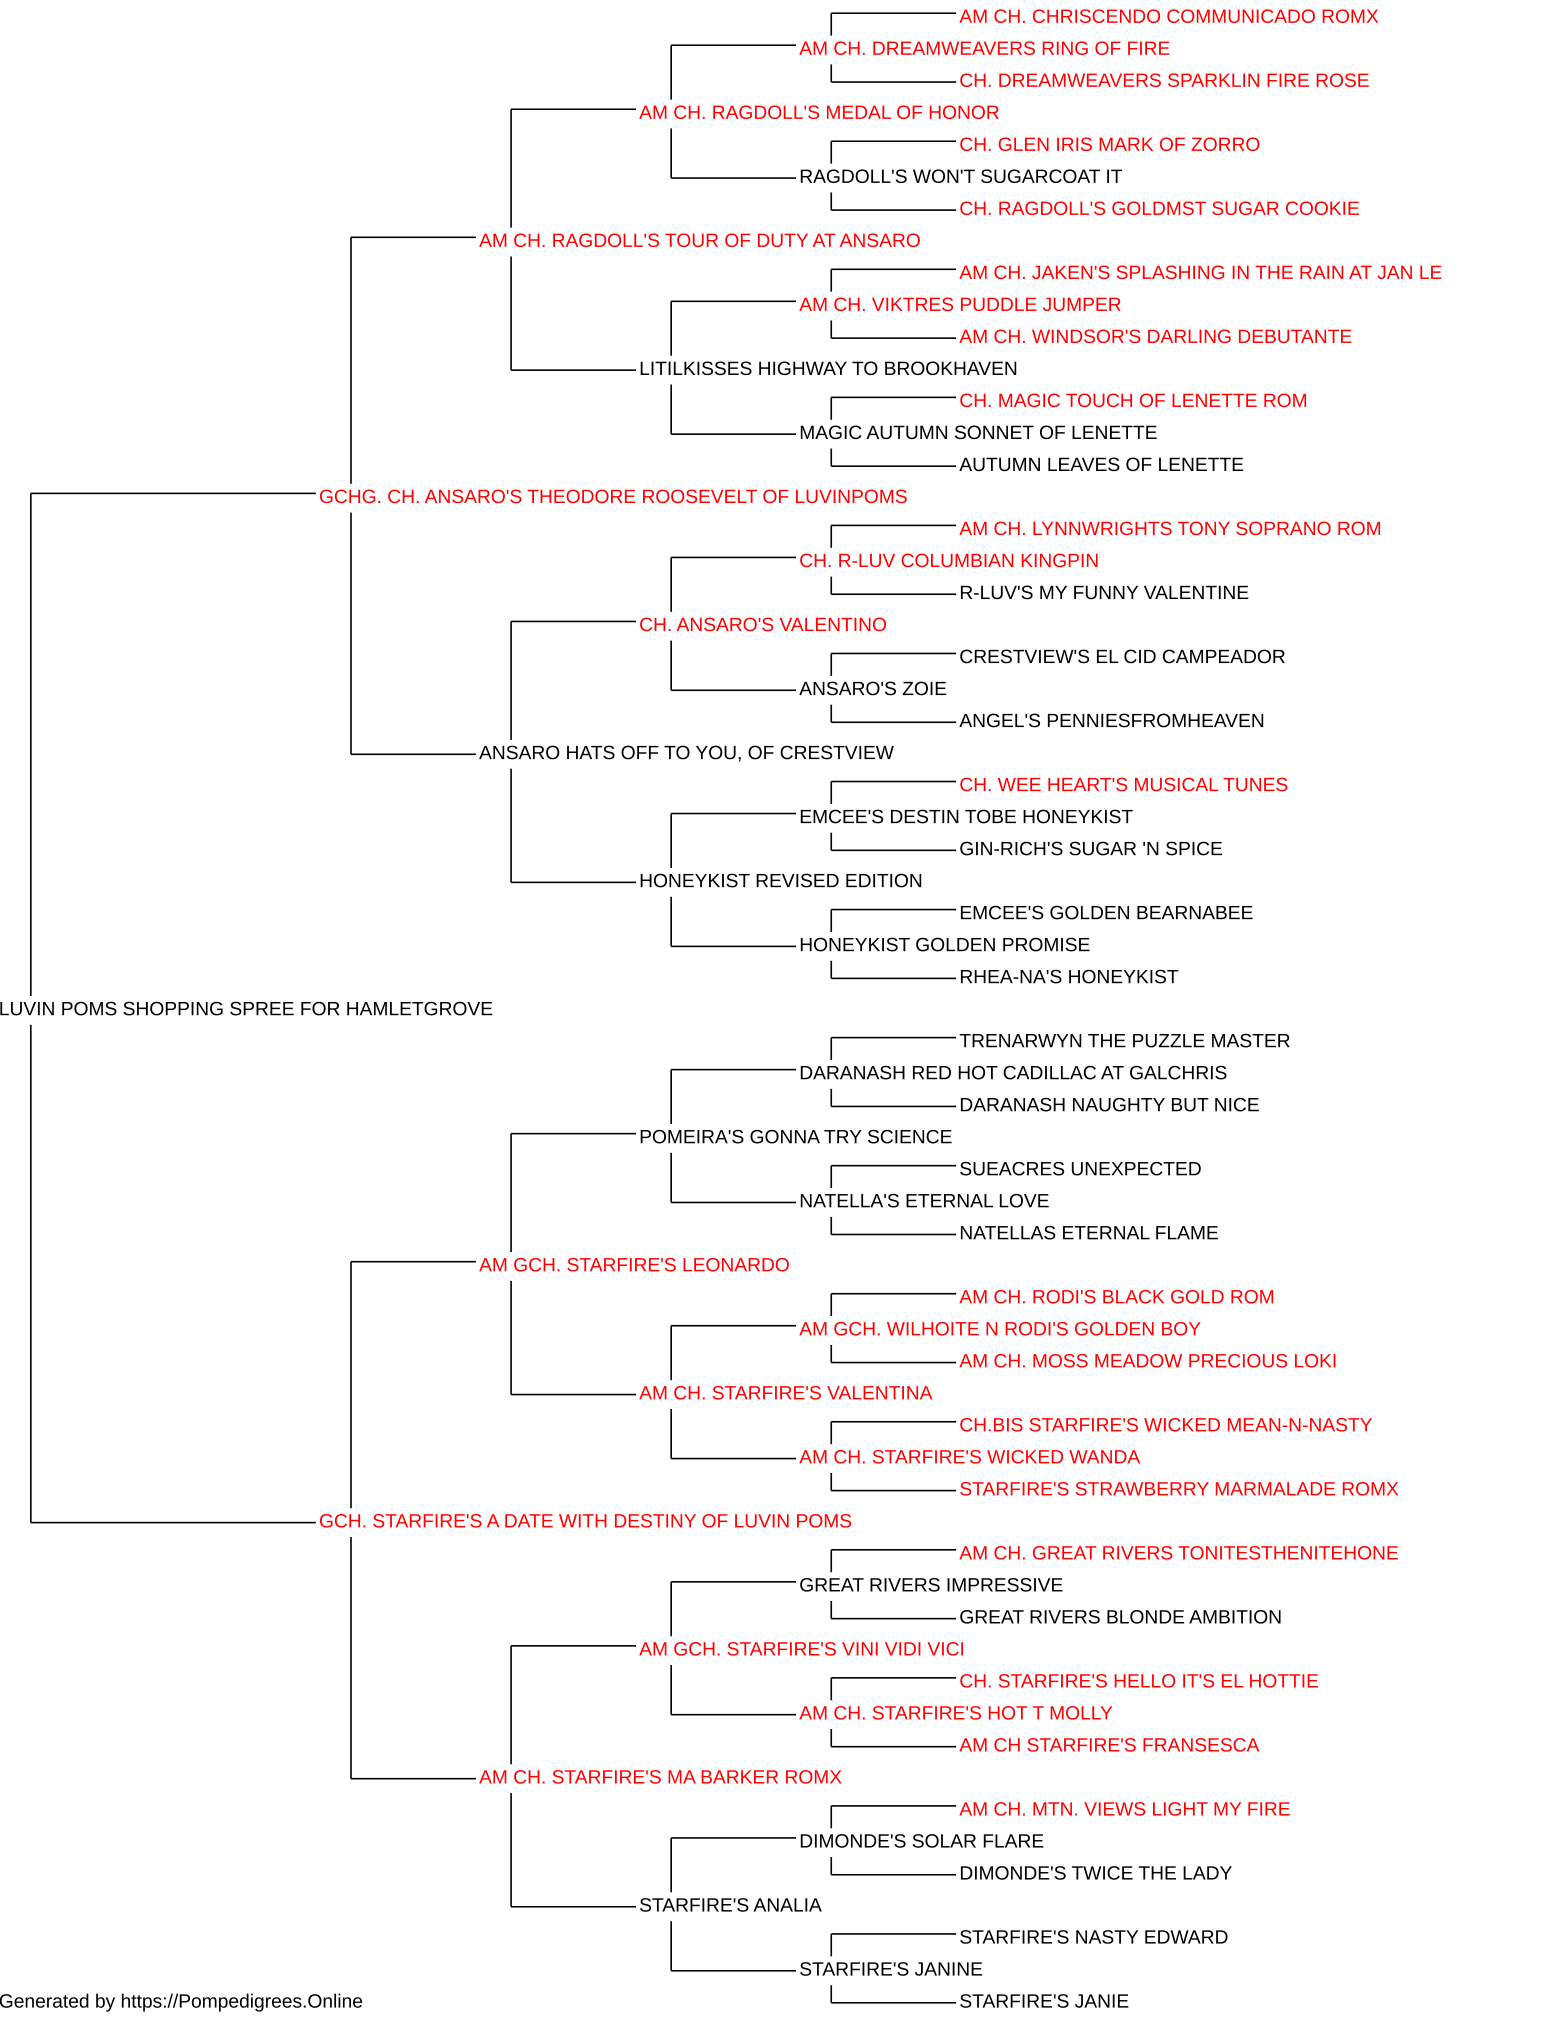 AM CH. CHRISCENDO COMMUNICADO ROMX
AM CH. DREAMWEAVERS RING OF FIRE
CH. DREAMWEAVERS SPARKLIN FIRE ROSE
AM CH. RAGDOLL'S MEDAL OF HONOR
CH. GLEN IRIS MARK OF ZORRO
RAGDOLL'S WON'T SUGARCOAT IT
CH. RAGDOLL'S GOLDMST SUGAR COOKIE
AM CH. RAGDOLL'S TOUR OF DUTY AT ANSARO
AM CH. JAKEN'S SPLASHING IN THE RAIN AT JAN LE
AM CH. VIKTRES PUDDLE JUMPER
AM CH. WINDSOR'S DARLING DEBUTANTE
LITILKISSES HIGHWAY TO BROOKHAVEN
CH. MAGIC TOUCH OF LENETTE ROM
MAGIC AUTUMN SONNET OF LENETTE
AUTUMN LEAVES OF LENETTE
GCHG. CH. ANSARO'S THEODORE ROOSEVELT OF LUVINPOMS
AM CH. LYNNWRIGHTS TONY SOPRANO ROM
CH. R-LUV COLUMBIAN KINGPIN
R-LUV'S MY FUNNY VALENTINE
CH. ANSARO'S VALENTINO
CRESTVIEW'S EL CID CAMPEADOR
ANSARO'S ZOIE
ANGEL'S PENNIESFROMHEAVEN
ANSARO HATS OFF TO YOU, OF CRESTVIEW
CH. WEE HEART'S MUSICAL TUNES
EMCEE'S DESTIN TOBE HONEYKIST
GIN-RICH'S SUGAR 'N SPICE
HONEYKIST REVISED EDITION
EMCEE'S GOLDEN BEARNABEE
HONEYKIST GOLDEN PROMISE
RHEA-NA'S HONEYKIST
LUVIN POMS SHOPPING SPREE FOR HAMLETGROVE
TRENARWYN THE PUZZLE MASTER
DARANASH RED HOT CADILLAC AT GALCHRIS
DARANASH NAUGHTY BUT NICE
POMEIRA'S GONNA TRY SCIENCE
SUEACRES UNEXPECTED
NATELLA'S ETERNAL LOVE
NATELLAS ETERNAL FLAME
AM GCH. STARFIRE'S LEONARDO
AM CH. RODI'S BLACK GOLD ROM
AM GCH. WILHOITE N RODI'S GOLDEN BOY
AM CH. MOSS MEADOW PRECIOUS LOKI
AM CH. STARFIRE'S VALENTINA
CH.BIS STARFIRE'S WICKED MEAN-N-NASTY
AM CH. STARFIRE'S WICKED WANDA
STARFIRE'S STRAWBERRY MARMALADE ROMX
GCH. STARFIRE'S A DATE WITH DESTINY OF LUVIN POMS
AM CH. GREAT RIVERS TONITESTHENITEHONE
GREAT RIVERS IMPRESSIVE
GREAT RIVERS BLONDE AMBITION
AM GCH. STARFIRE'S VINI VIDI VICI
CH. STARFIRE'S HELLO IT'S EL HOTTIE
AM CH. STARFIRE'S HOT T MOLLY
AM CH STARFIRE'S FRANSESCA
AM CH. STARFIRE'S MA BARKER ROMX
AM CH. MTN. VIEWS LIGHT MY FIRE
DIMONDE'S SOLAR FLARE
DIMONDE'S TWICE THE LADY
STARFIRE'S ANALIA
STARFIRE'S NASTY EDWARD
STARFIRE'S JANINE
STARFIRE'S JANIE
Generated by https://Pompedigrees.Online